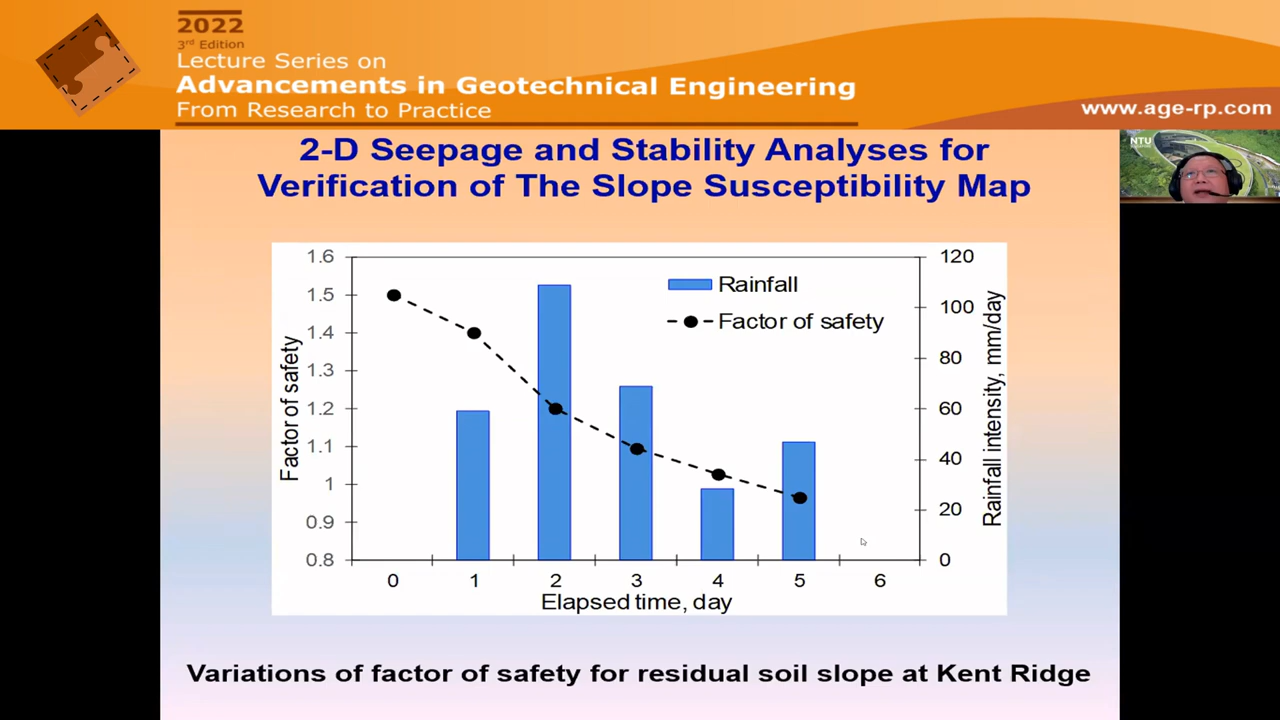 2022
3rd Edition
Lecture Series on
Advancements in Geotechnical Engineering
From Research to Practice
www.age-rp.com
NTU
2-D Seepage and Stability Analyses for
Verification of The Slope Susceptibility Map
Factor of safety
1.6
1.5
1.4
1.3
1.2
1.1
1
0.9
0.8
Rainfall
Factor of safety
120
100
80
60
40
20
0
Rainfall intensity, mm/day
0 1 2 3 4 5 6
Elapsed time, day
Variations of factor of safety for residual soil slope at Kent Ridge